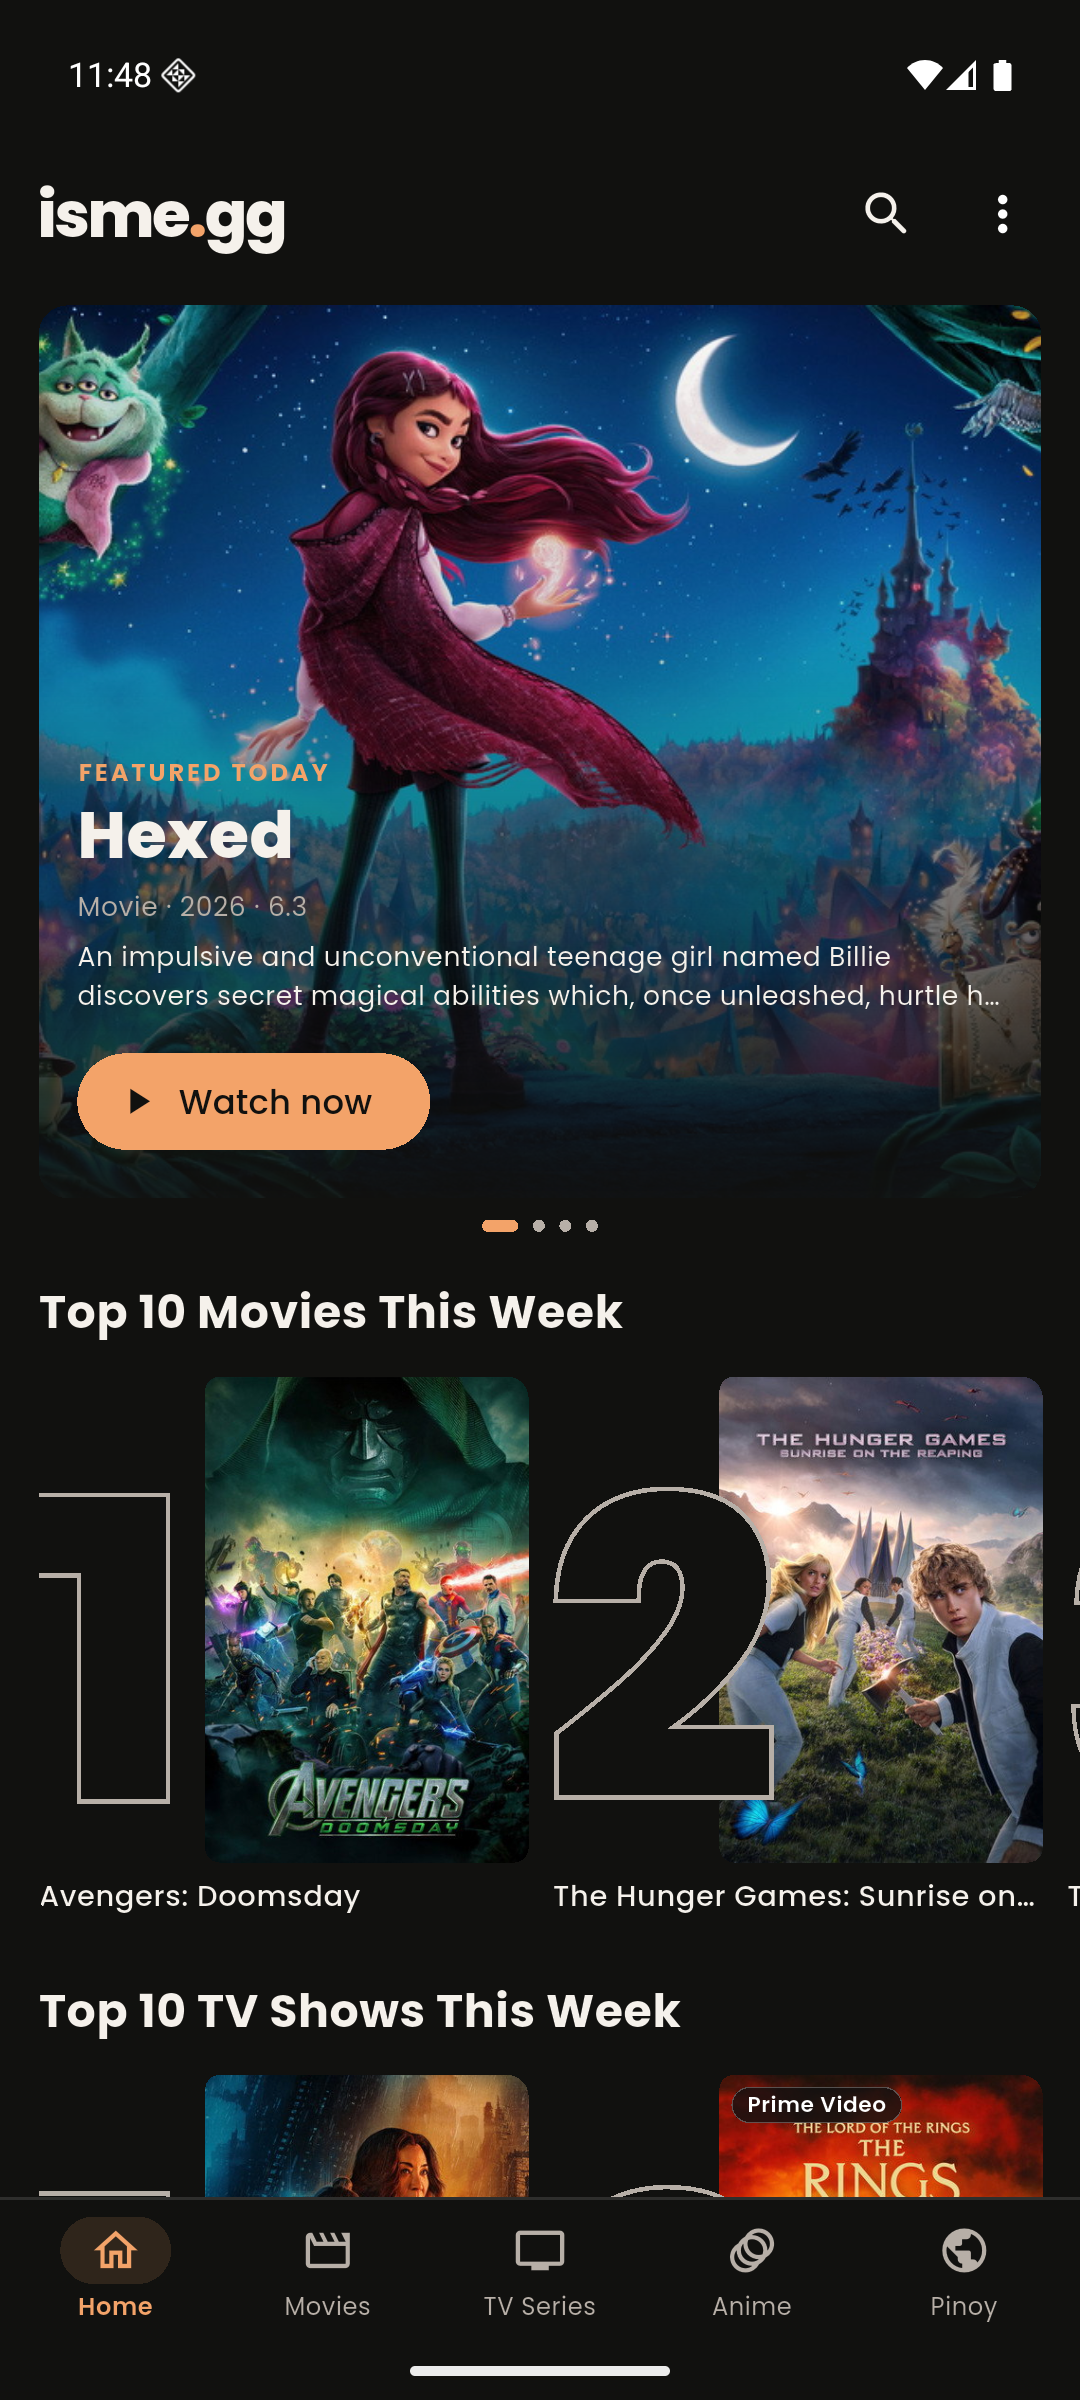 11:48
isme.gg
FEATURED TODAY
Hexed
Movie · 2026 · 6.3
An impulsive and unconventional teenage girl named Billie
discovers secret magical abilities which, once unleashed, hurtle h...
Watch now
Top 10 Movies This Week
1
AVENGERS
DOOMSDAY
2
THE HUNGER GAMES
SUNRISE ON THE REAPING
Avengers: Doomsday
The Hunger Games: Sunrise on...
Top 10 TV Shows This Week
Prime Video
THE LORD OF THE RINGS
THE
RINGS
Home
Movies
TV Series
Anime
Pinoy